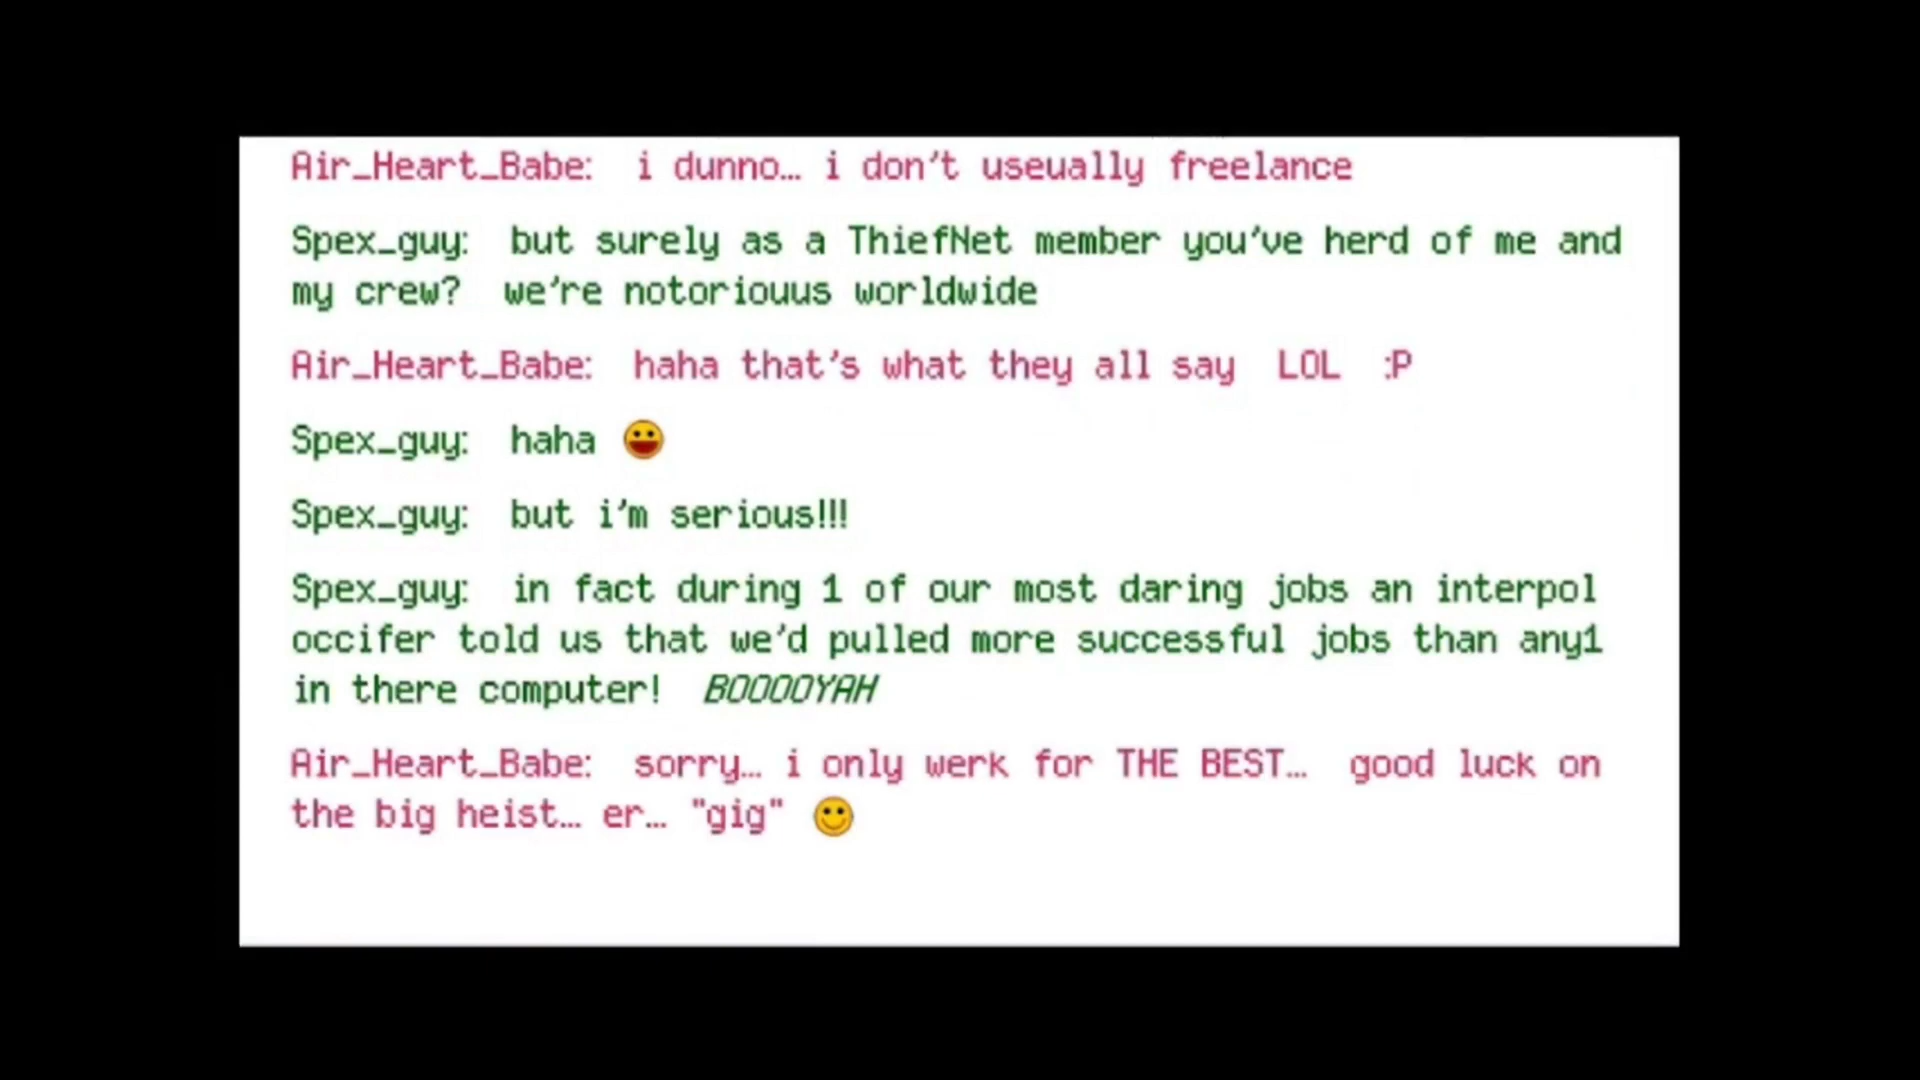 Air_Heart_Babe: i dunno... i don't useually freelance
Spex_guy: but surely as a ThiefNet member you've herd of me and
my crew? we're notoriouus worldwide
Air_Heart_Babe: haha that's what they all say LOL :P
Spex_guy: haha 😀
Spex_guy: but i'm serious!!!
Spex_guy: in fact during 1 of our most daring jobs an interpol
occifer told us that we'd pulled more successful jobs than any1
in there computer! BOOOOYAH
Air_Heart_Babe: sorry... i only werk for THE BEST... good luck on
the big heist... er... "gig" 🙂